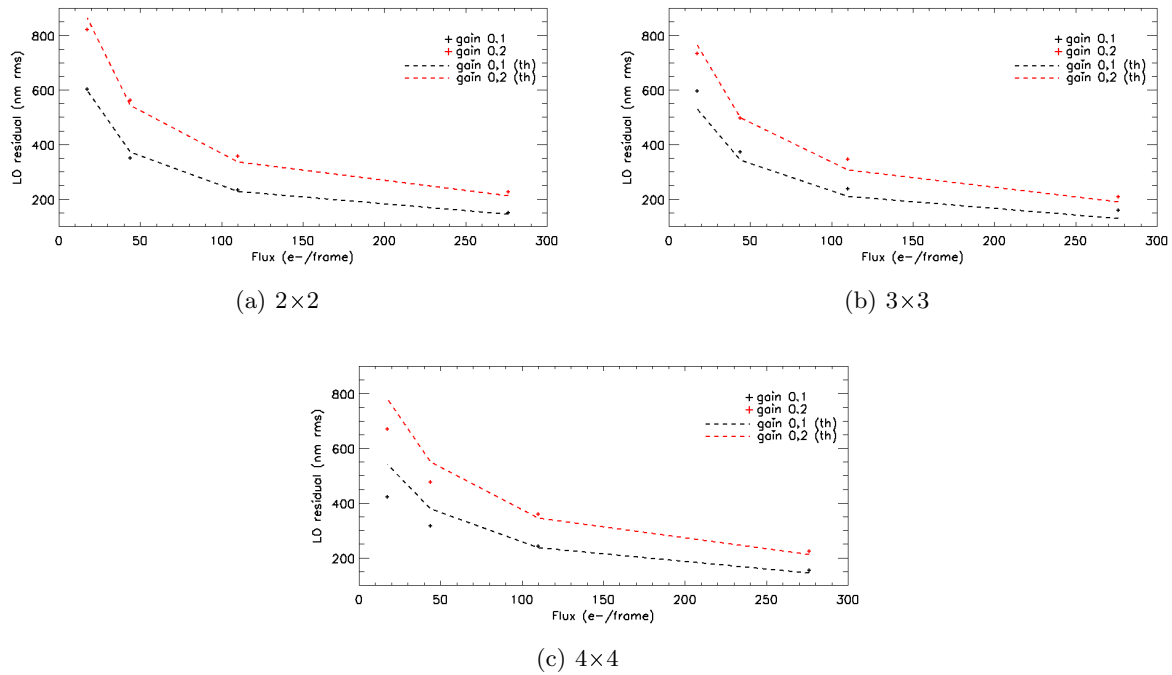 800
600
400
200
LO residual (nm rms)
gain 0.1
gain 0.2
gain 0.1 (th)
gain 0.2 (th)
0 50 100 150 200 250 300
Flux (e-/frame)
(a) 2×2
800
600
400
200
LO residual (nm rms)
gain 0.1
gain 0.2
gain 0.1 (th)
gain 0.2 (th)
0 50 100 150 200 250 300
Flux (e-/frame)
(b) 3×3
800
600
400
200
LO residual (nm rms)
gain 0.1
gain 0.2
gain 0.1 (th)
gain 0.2 (th)
0 50 100 150 200 250 300
Flux (e-/frame)
(c) 4×4